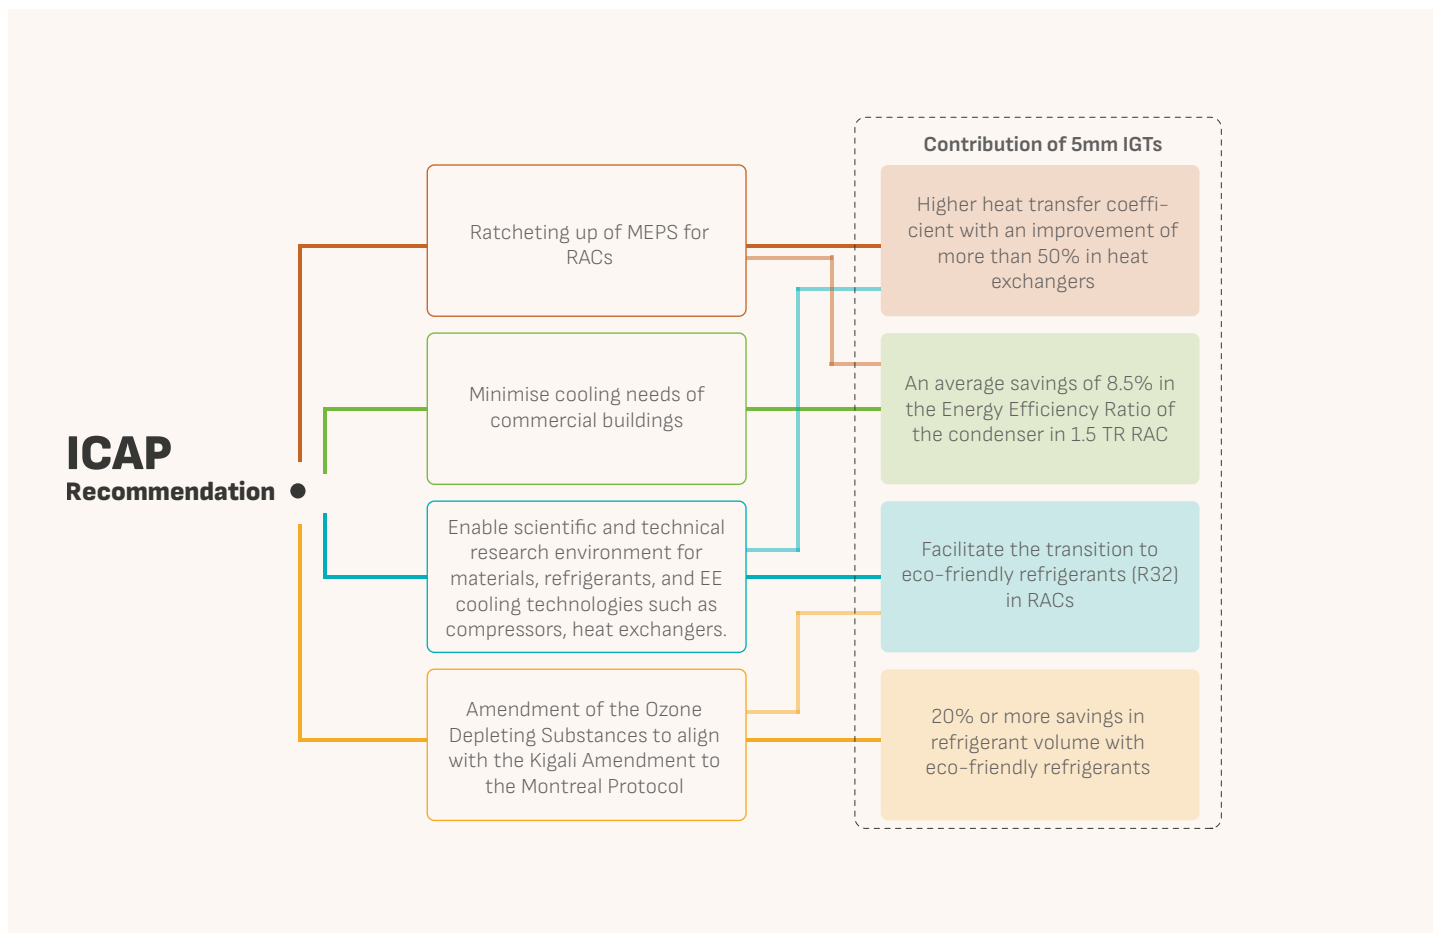 ICAP
Recommendation
Ratcheting up of MEPS for
RACs
Minimise cooling needs of
commercial buildings
Enable scientific and technical
research environment for
materials, refrigerants, and EE
cooling technologies such as
compressors, heat exchangers.
Amendment of the Ozone
Depleting Substances to align
with the Kigali Amendment to
the Montreal Protocol
Contribution of 5mm IGTs
Higher heat transfer coeffi-
cient with an improvement of
more than 50% in heat
exchangers
An average savings of 8.5% in
the Energy Efficiency Ratio of
the condenser in 1.5 TR RAC
Facilitate the transition to
eco-friendly refrigerants (R32)
in RACs
20% or more savings in
refrigerant volume with
eco-friendly refrigerants